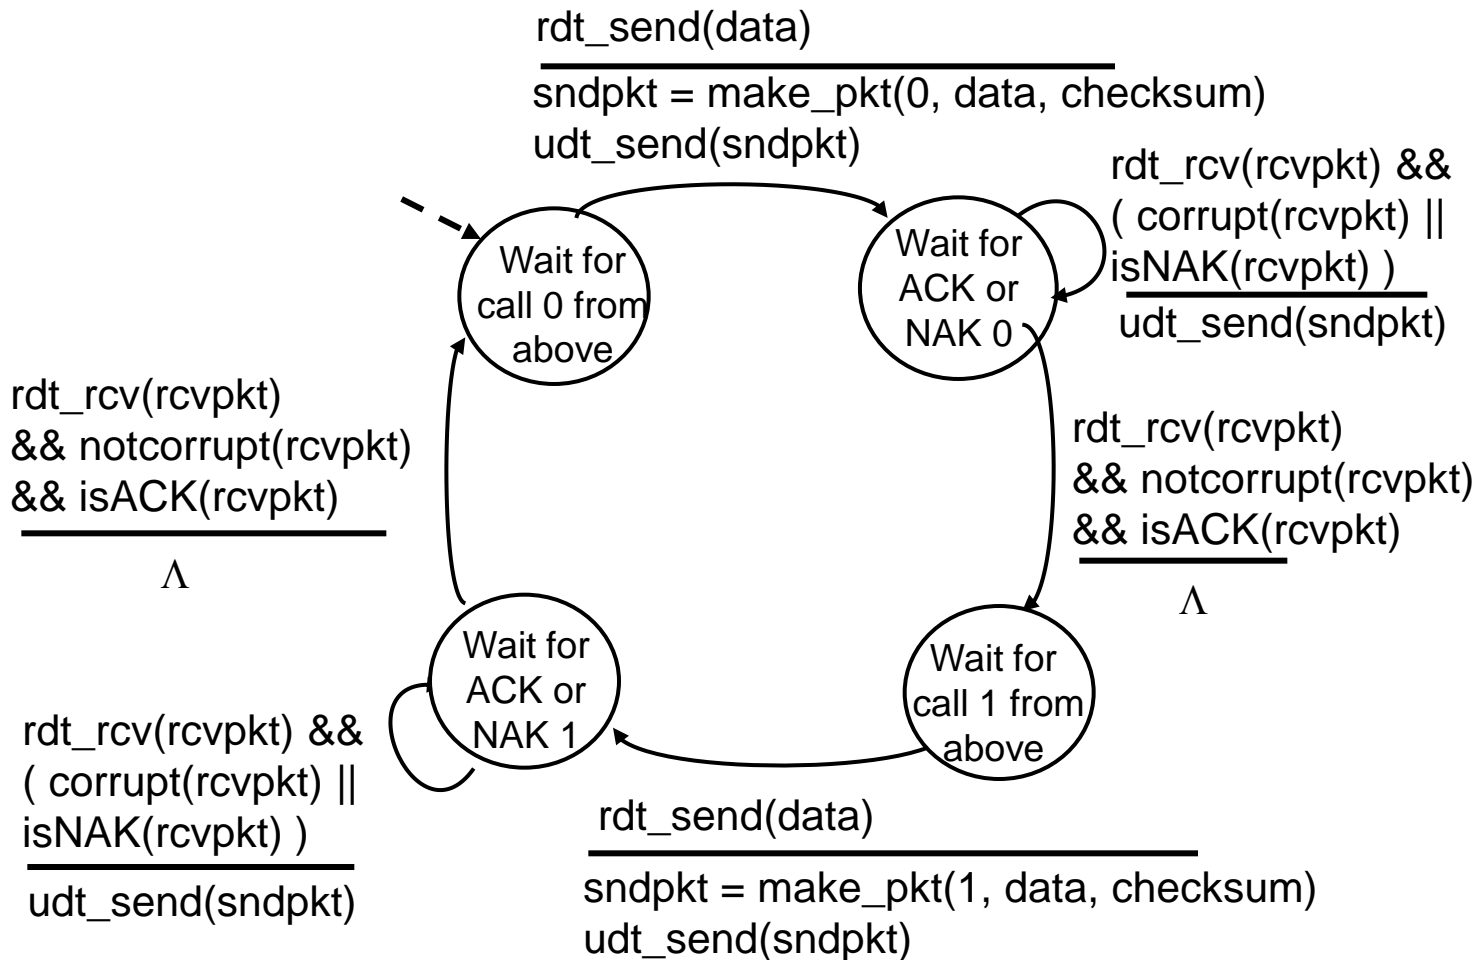 rdt_send(data)
sndpkt = make_pkt(0, data, checksum)
udt_send(sndpkt)
Wait for
call 0 from
above
Wait for
ACK or
NAK 0
rdt_rcv(rcvpkt) &&
( corrupt(rcvpkt) ||
isNAK(rcvpkt) )
udt_send(sndpkt)
rdt_rcv(rcvpkt)
&& notcorrupt(rcvpkt)
&& isACK(rcvpkt)
Λ
rdt_rcv(rcvpkt)
&& notcorrupt(rcvpkt)
&& isACK(rcvpkt)
Λ
Wait for
ACK or
NAK 1
Wait for
call 1 from
above
rdt_rcv(rcvpkt) &&
( corrupt(rcvpkt) ||
isNAK(rcvpkt) )
udt_send(sndpkt)
rdt_send(data)
sndpkt = make_pkt(1, data, checksum)
udt_send(sndpkt)